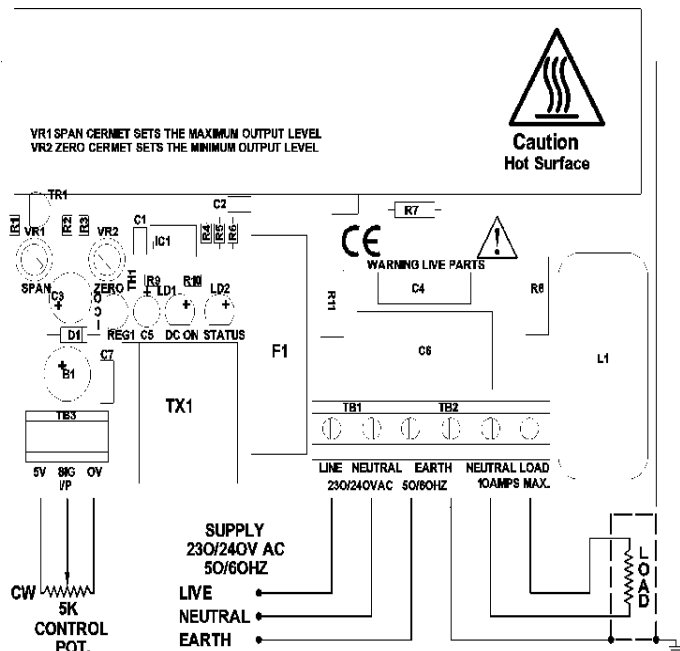 Caution
Hot Surface
VR1 SPAN CERMET SETS THE MAXIMUM OUTPUT LEVEL
VR2 ZERO CERMET SETS THE MINIMUM OUTPUT LEVEL
TR1
C2
R7
R1
R2
R3
C1
R4
R5
R6
VR1
VR2
IC1
CE
WARNING LIVE PARTS
SPAN
ZERO
TH1
R9
R10
C3
LD1
LD2
R11
C4
R8
D1
REG1
C5
DC ON
STATUS
F1
C6
L1
C7
B1
TX1
TB3
TB1
TB2
5V
SIG
I/P
0V
LINE
NEUTRAL
EARTH
NEUTRAL
LOAD
230/240VAC
50/60HZ
10AMPS MAX.
SUPPLY
230/240V AC
50/60HZ
LOAD
CW
5K
CONTROL
POT.
LIVE
NEUTRAL
EARTH